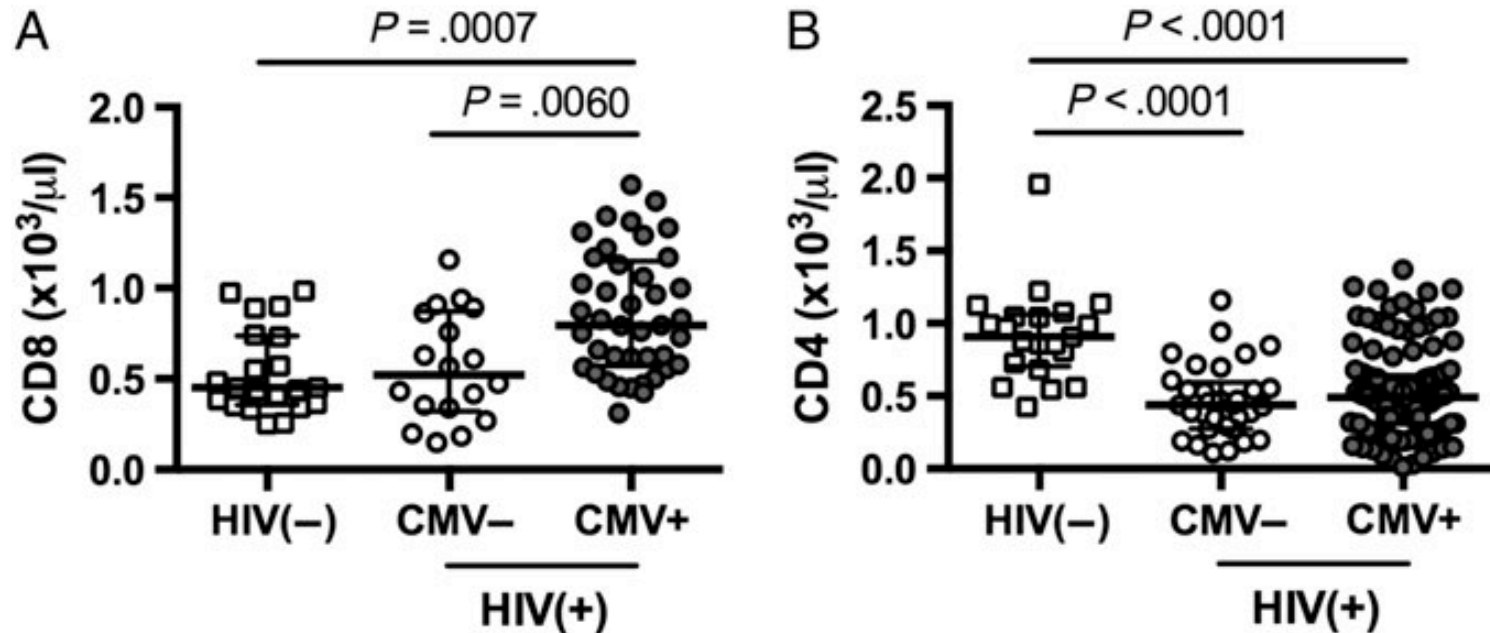 A
P = .0007
P = .0060
CD8 (x10³/µl)
2.0
1.5
1.0
0.5
0.0
HIV(–) CMV– CMV+
HIV(+)
B
P < .0001
P < .0001
CD4 (x10³/µl)
2.5
2.0
1.5
1.0
0.5
0.0
HIV(–) CMV– CMV+
HIV(+)